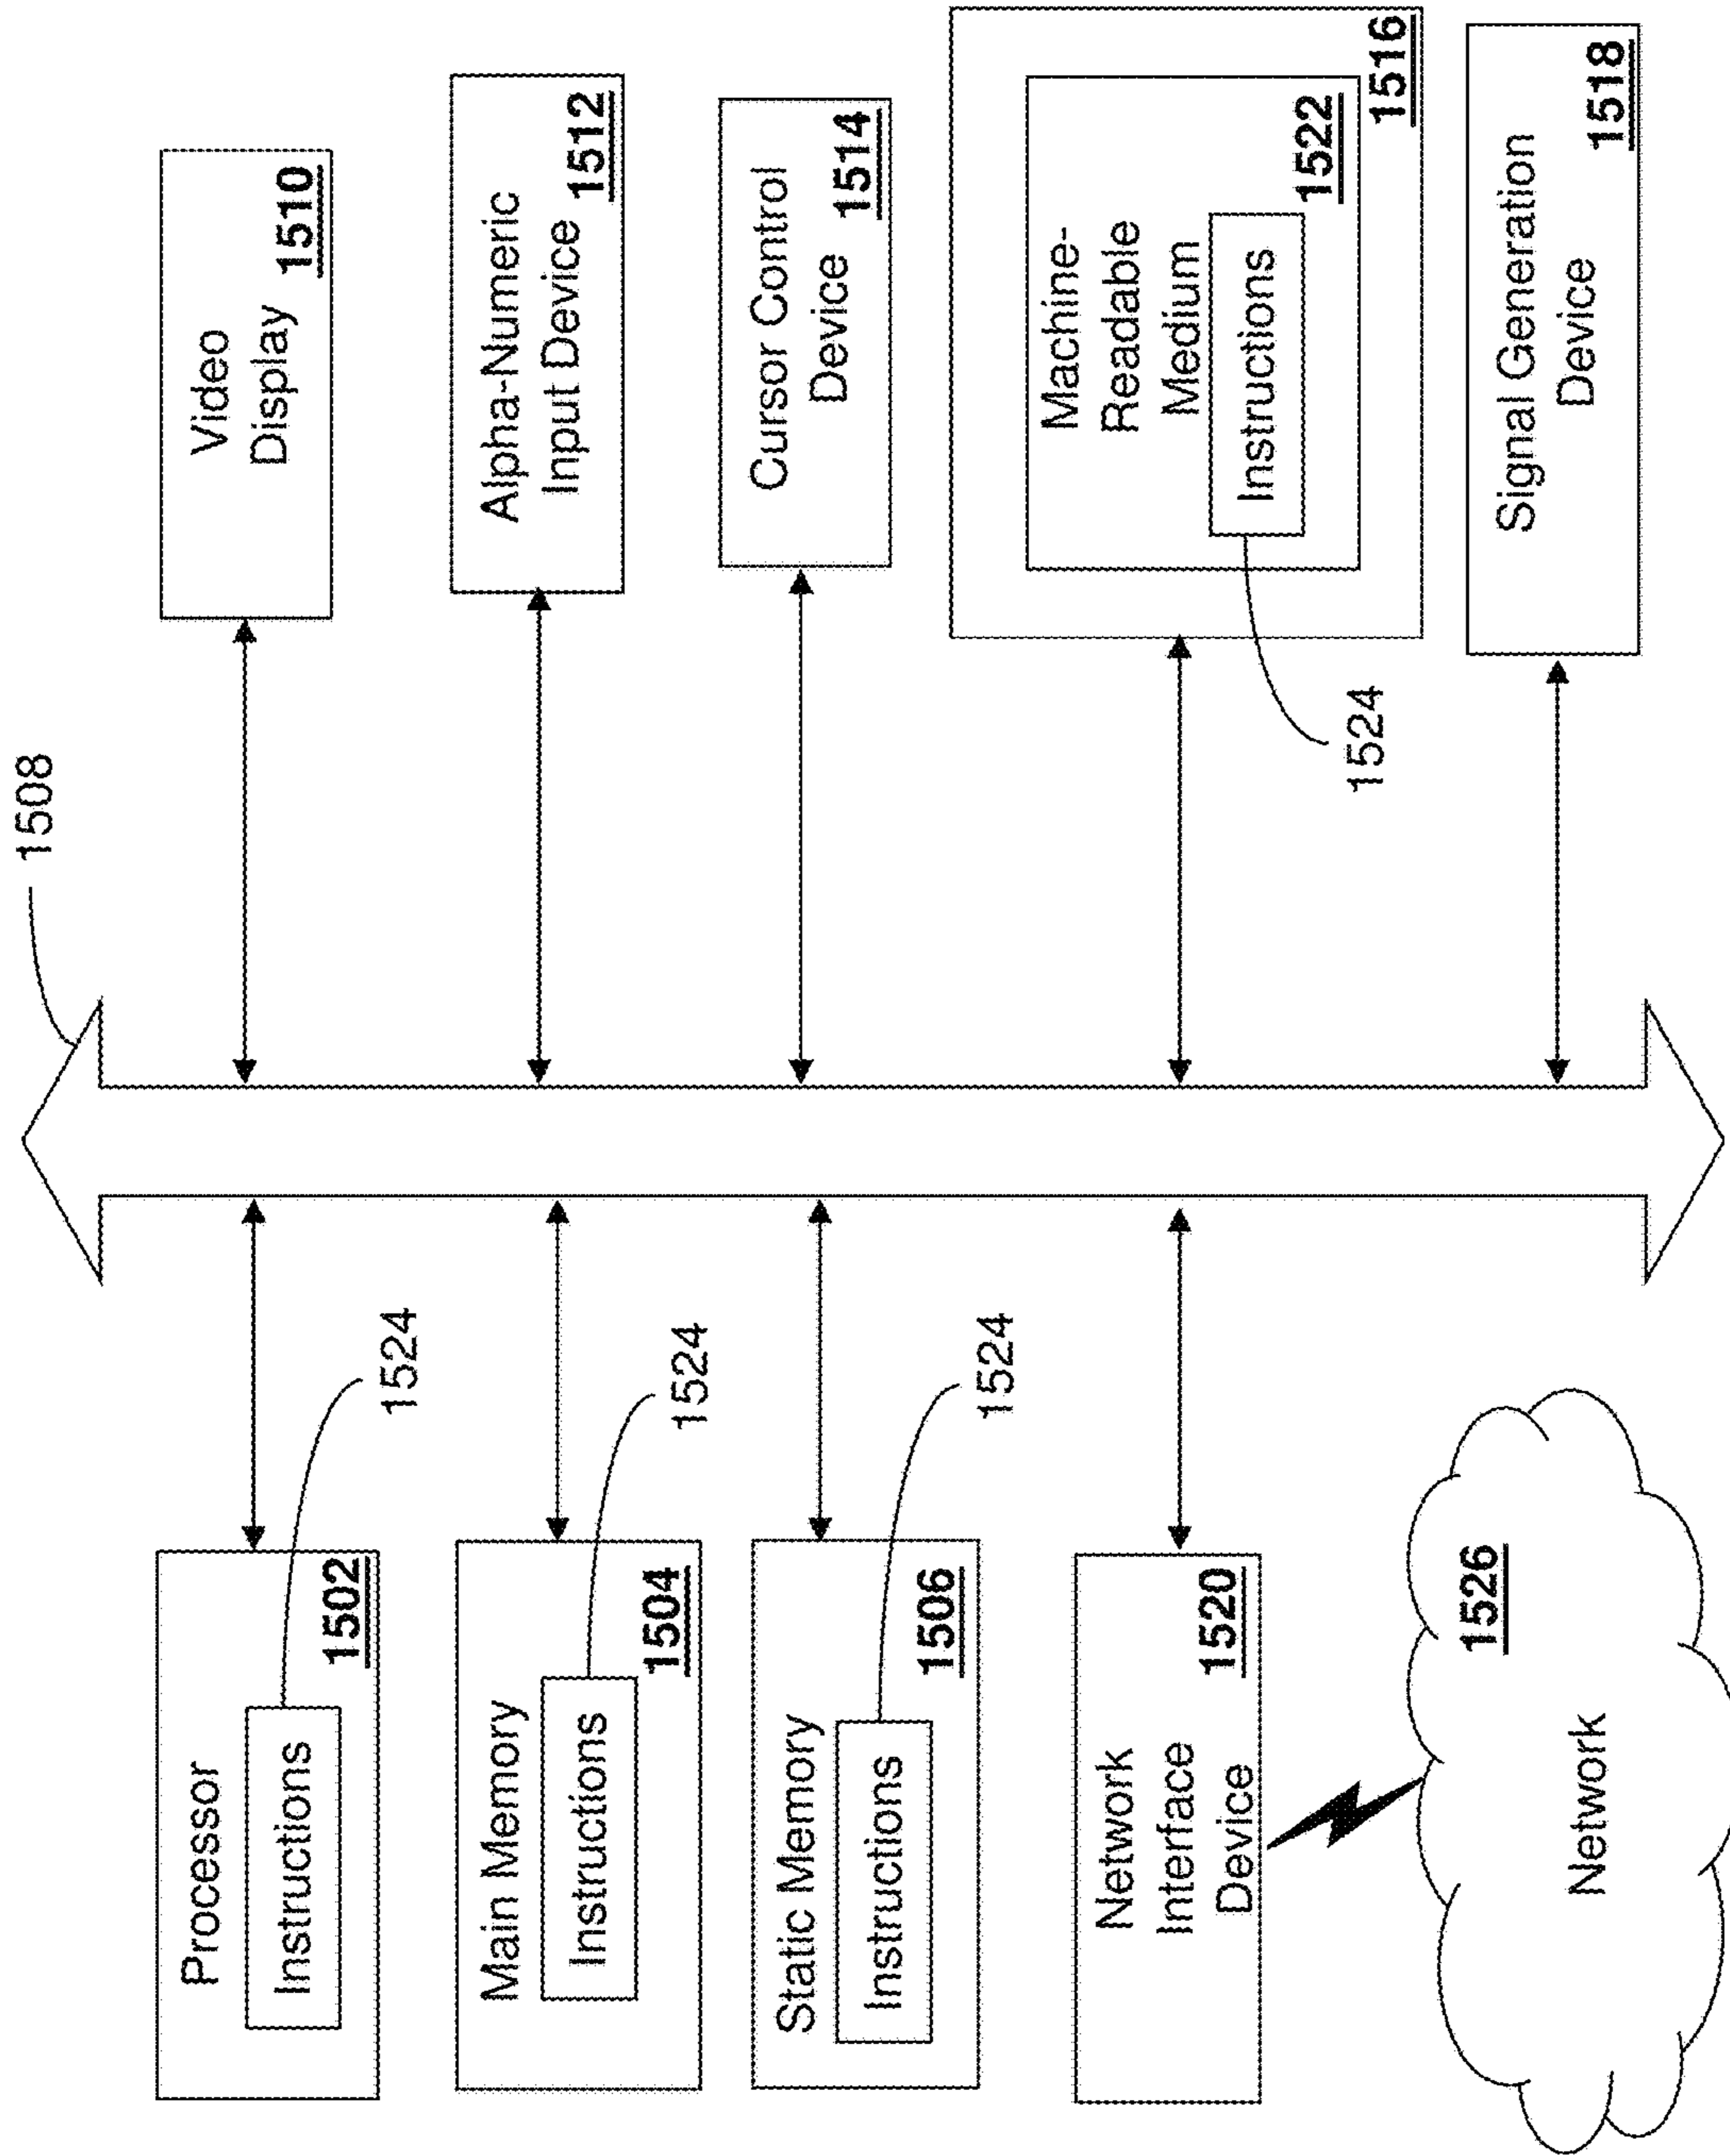 1508
Processor
Instructions
1502
1524
Main Memory
Instructions
1504
1524
Static Memory
Instructions
1506
1524
Network
Interface
Device
1520
1526
Network
Video
Display
1510
Alpha-Numeric
Input Device
1512
Cursor Control
Device
1514
Machine-
Readable
Medium
1522
Instructions
1516
1524
Signal Generation
Device
1518